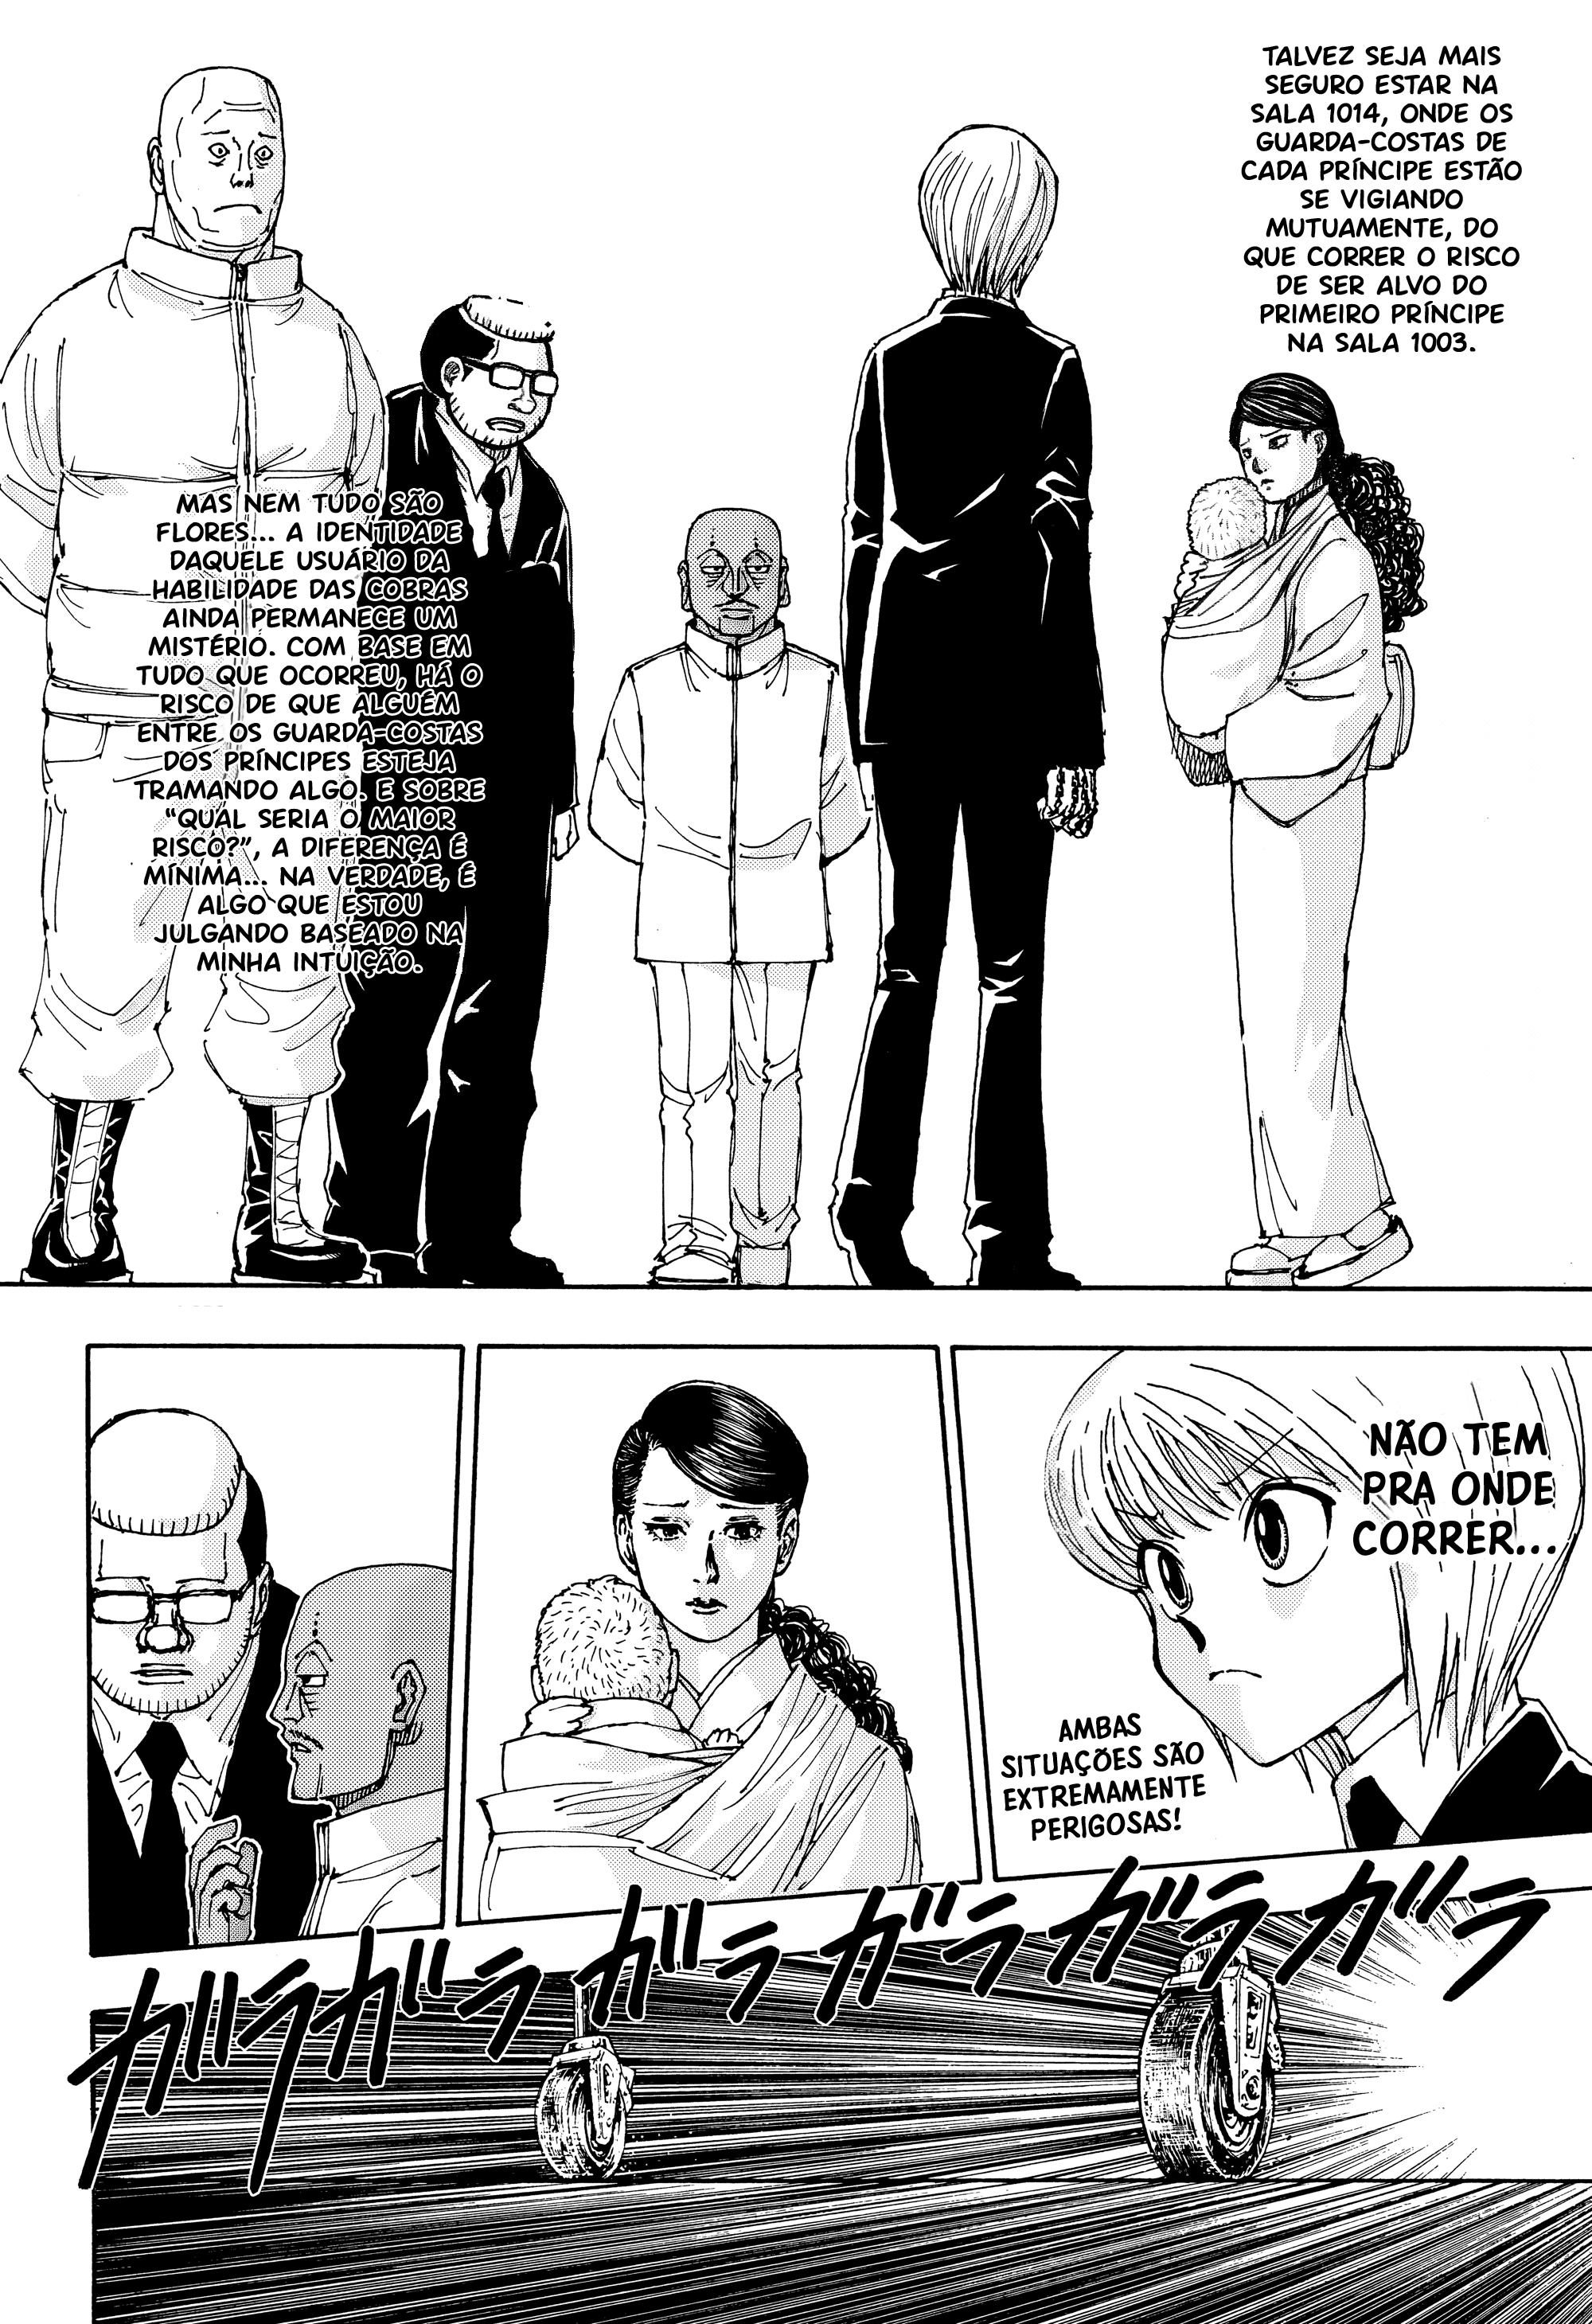 TALVEZ SEJA MAIS
SEGURO ESTAR NA
SALA 1014, ONDE OS
GUARDA-COSTAS DE
CADA PRÍNCIPE ESTÃO
SE VIGIANDO
MUTUAMENTE, DO
QUE CORRER O RISCO
DE SER ALVO DO
PRIMEIRO PRÍNCIPE
NA SALA 1003.
MAS NEM TUDO SÃO
FLORES... A IDENTIDADE
DAQUELE USUÁRIO DA
HABILIDADE DAS COBRAS
AINDA PERMANECE UM
MISTÉRIO. COM BASE EM
TUDO QUE OCORREU, HÁ O
RISCO DE QUE ALGUÉM
ENTRE OS GUARDA-COSTAS
DOS PRÍNCIPES ESTEJA
TRAMANDO ALGO. E SOBRE
“QUAL SERIA O MAIOR
RISCO?”, A DIFERENÇA É
MÍNIMA... NA VERDADE, É
ALGO QUE ESTOU
JULGANDO BASEADO NA
MINHA INTUIÇÃO.
NÃO TEM
PRA ONDE
CORRER...
AMBAS
SITUAÇÕES SÃO
EXTREMAMENTE
PERIGOSAS!
ガラガラガラガラガラガラ